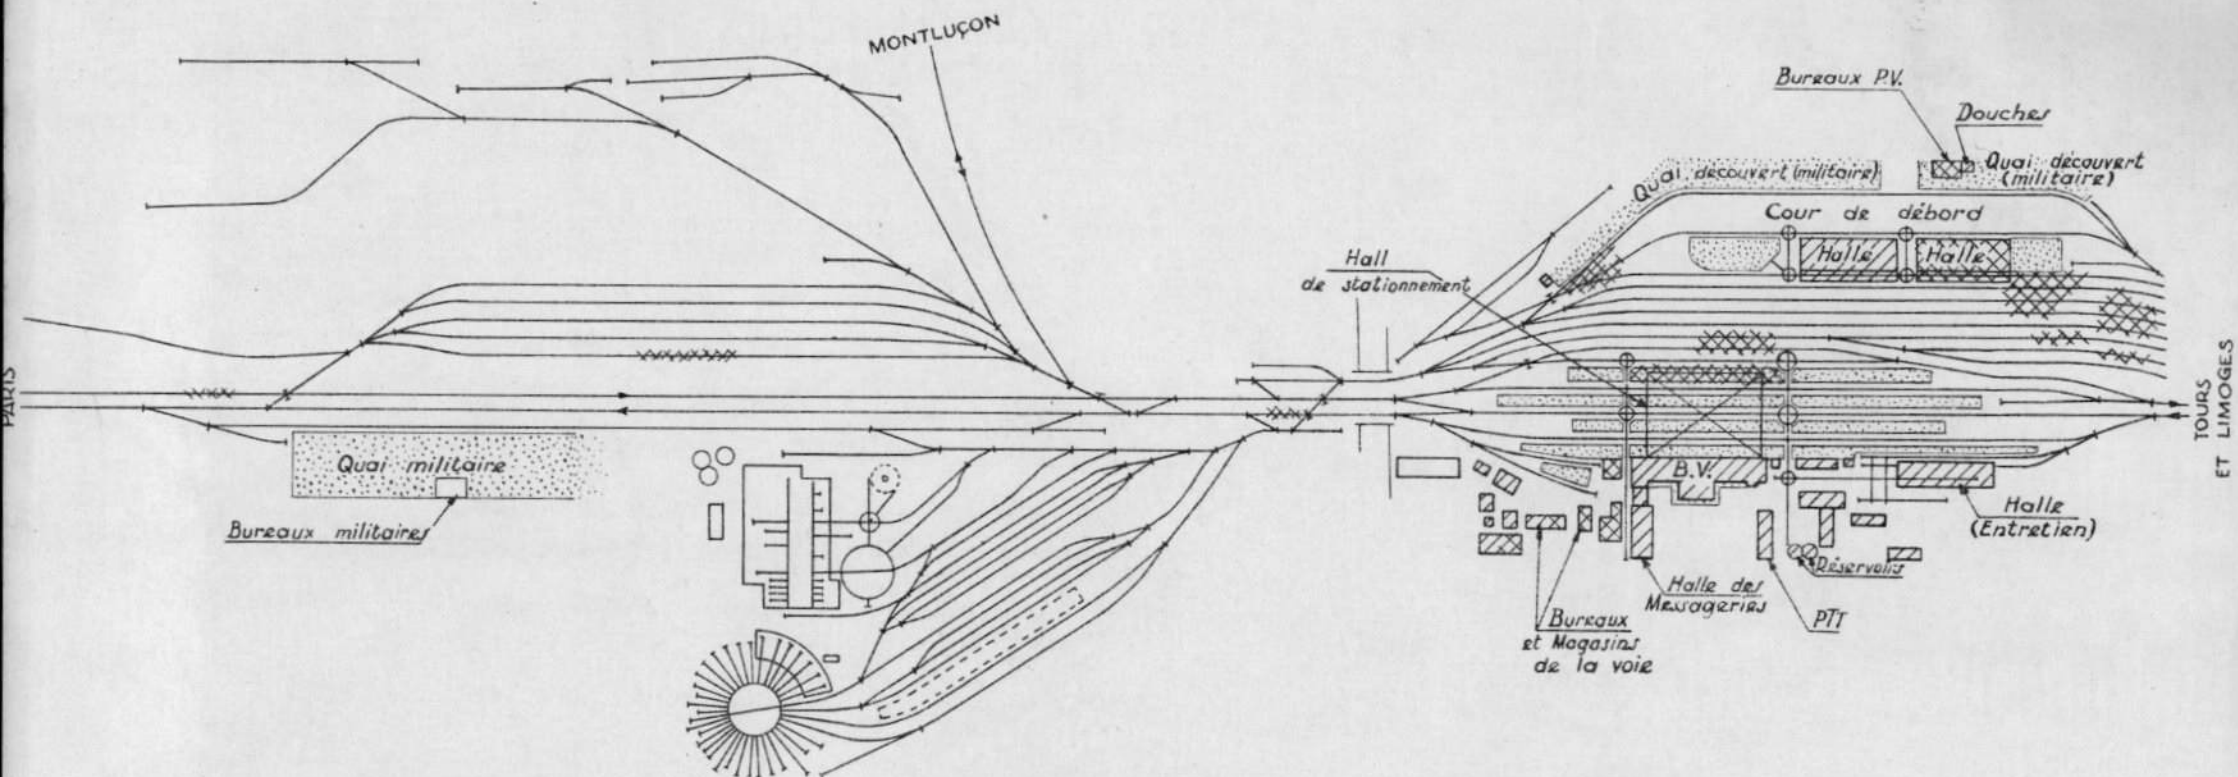 MONTLUÇON
Bureaux P.V.
Douches
Quai découvert (militaire)
Quai découvert
(militaire)
Cour de débord
Halle
Halle
Hall
de stationnement
PARIS
TOURS
ET LIMOGES
Quai militaire
Bureaux militaires
B.V.
Halle
(Entretien)
Réservoirs
Halle des
Messageries
PTT
Bureaux
et Magasins
de la voie